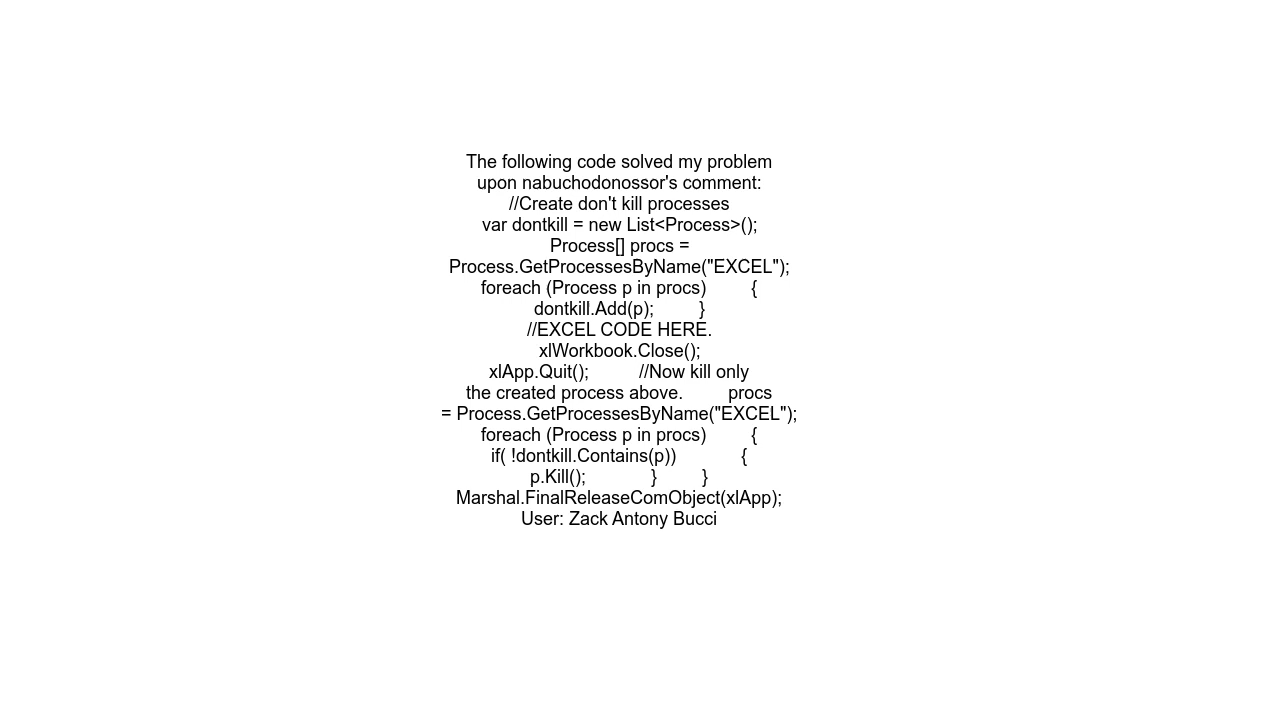 The following code solved my problem
upon nabuchodonossor's comment:
//Create don't kill processes
var dontkill = new List<Process>();
Process[] procs =
Process.GetProcessesByName("EXCEL");
foreach (Process p in procs)         {
dontkill.Add(p);         }
//EXCEL CODE HERE.
xlWorkbook.Close();
xlApp.Quit();          //Now kill only
the created process above.         procs
= Process.GetProcessesByName("EXCEL");
foreach (Process p in procs)         {
if( !dontkill.Contains(p))             {
p.Kill();             }         }
Marshal.FinalReleaseComObject(xlApp);
User: Zack Antony Bucci